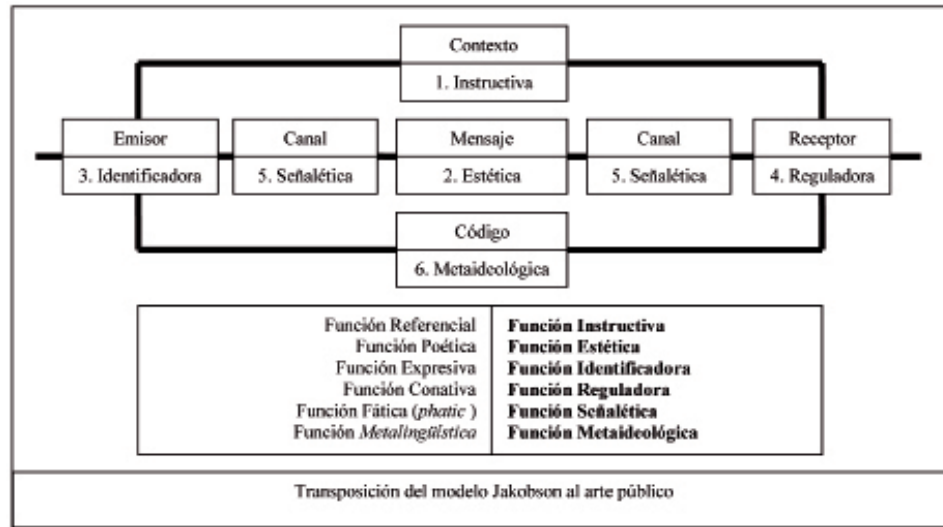 Contexto
1. Instructiva
Emisor
3. Identificadora
Canal
5. Señalética
Mensaje
2. Estética
Canal
5. Señalética
Receptor
4. Reguladora
Código
6. Metaideológica
Función Referencial Función Instructiva
Función Poética Función Estética
Función Expresiva Función Identificadora
Función Conativa Función Reguladora
Función Fática (phatic ) Función Señalética
Función Metalingüística Función Metaideológica
Transposición del modelo Jakobson al arte público